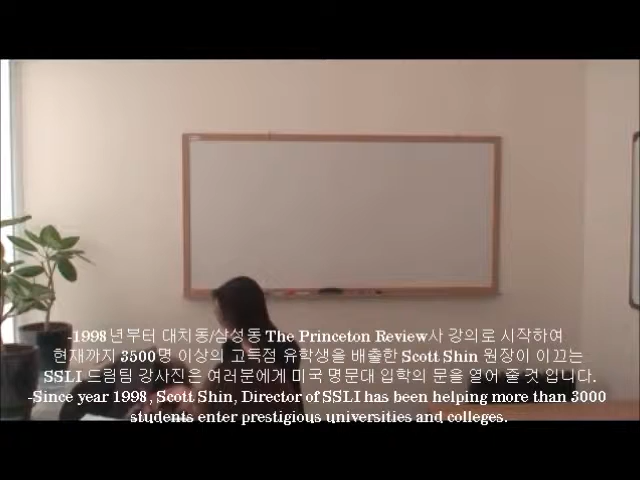 -1998년부터 대치동/삼성동 The Princeton Review사 강의로 시작하여
현재까지 3500명 이상의 고득점 유학생을 배출한 Scott Shin 원장이 이끄는
SSLI 드림팀 강사진은 여러분에게 미국 명문대 입학의 문을 열어 줄 것 입니다.
-Since year 1998, Scott Shin, Director of SSLI has been helping more than 3000
students enter prestigious universities and colleges.